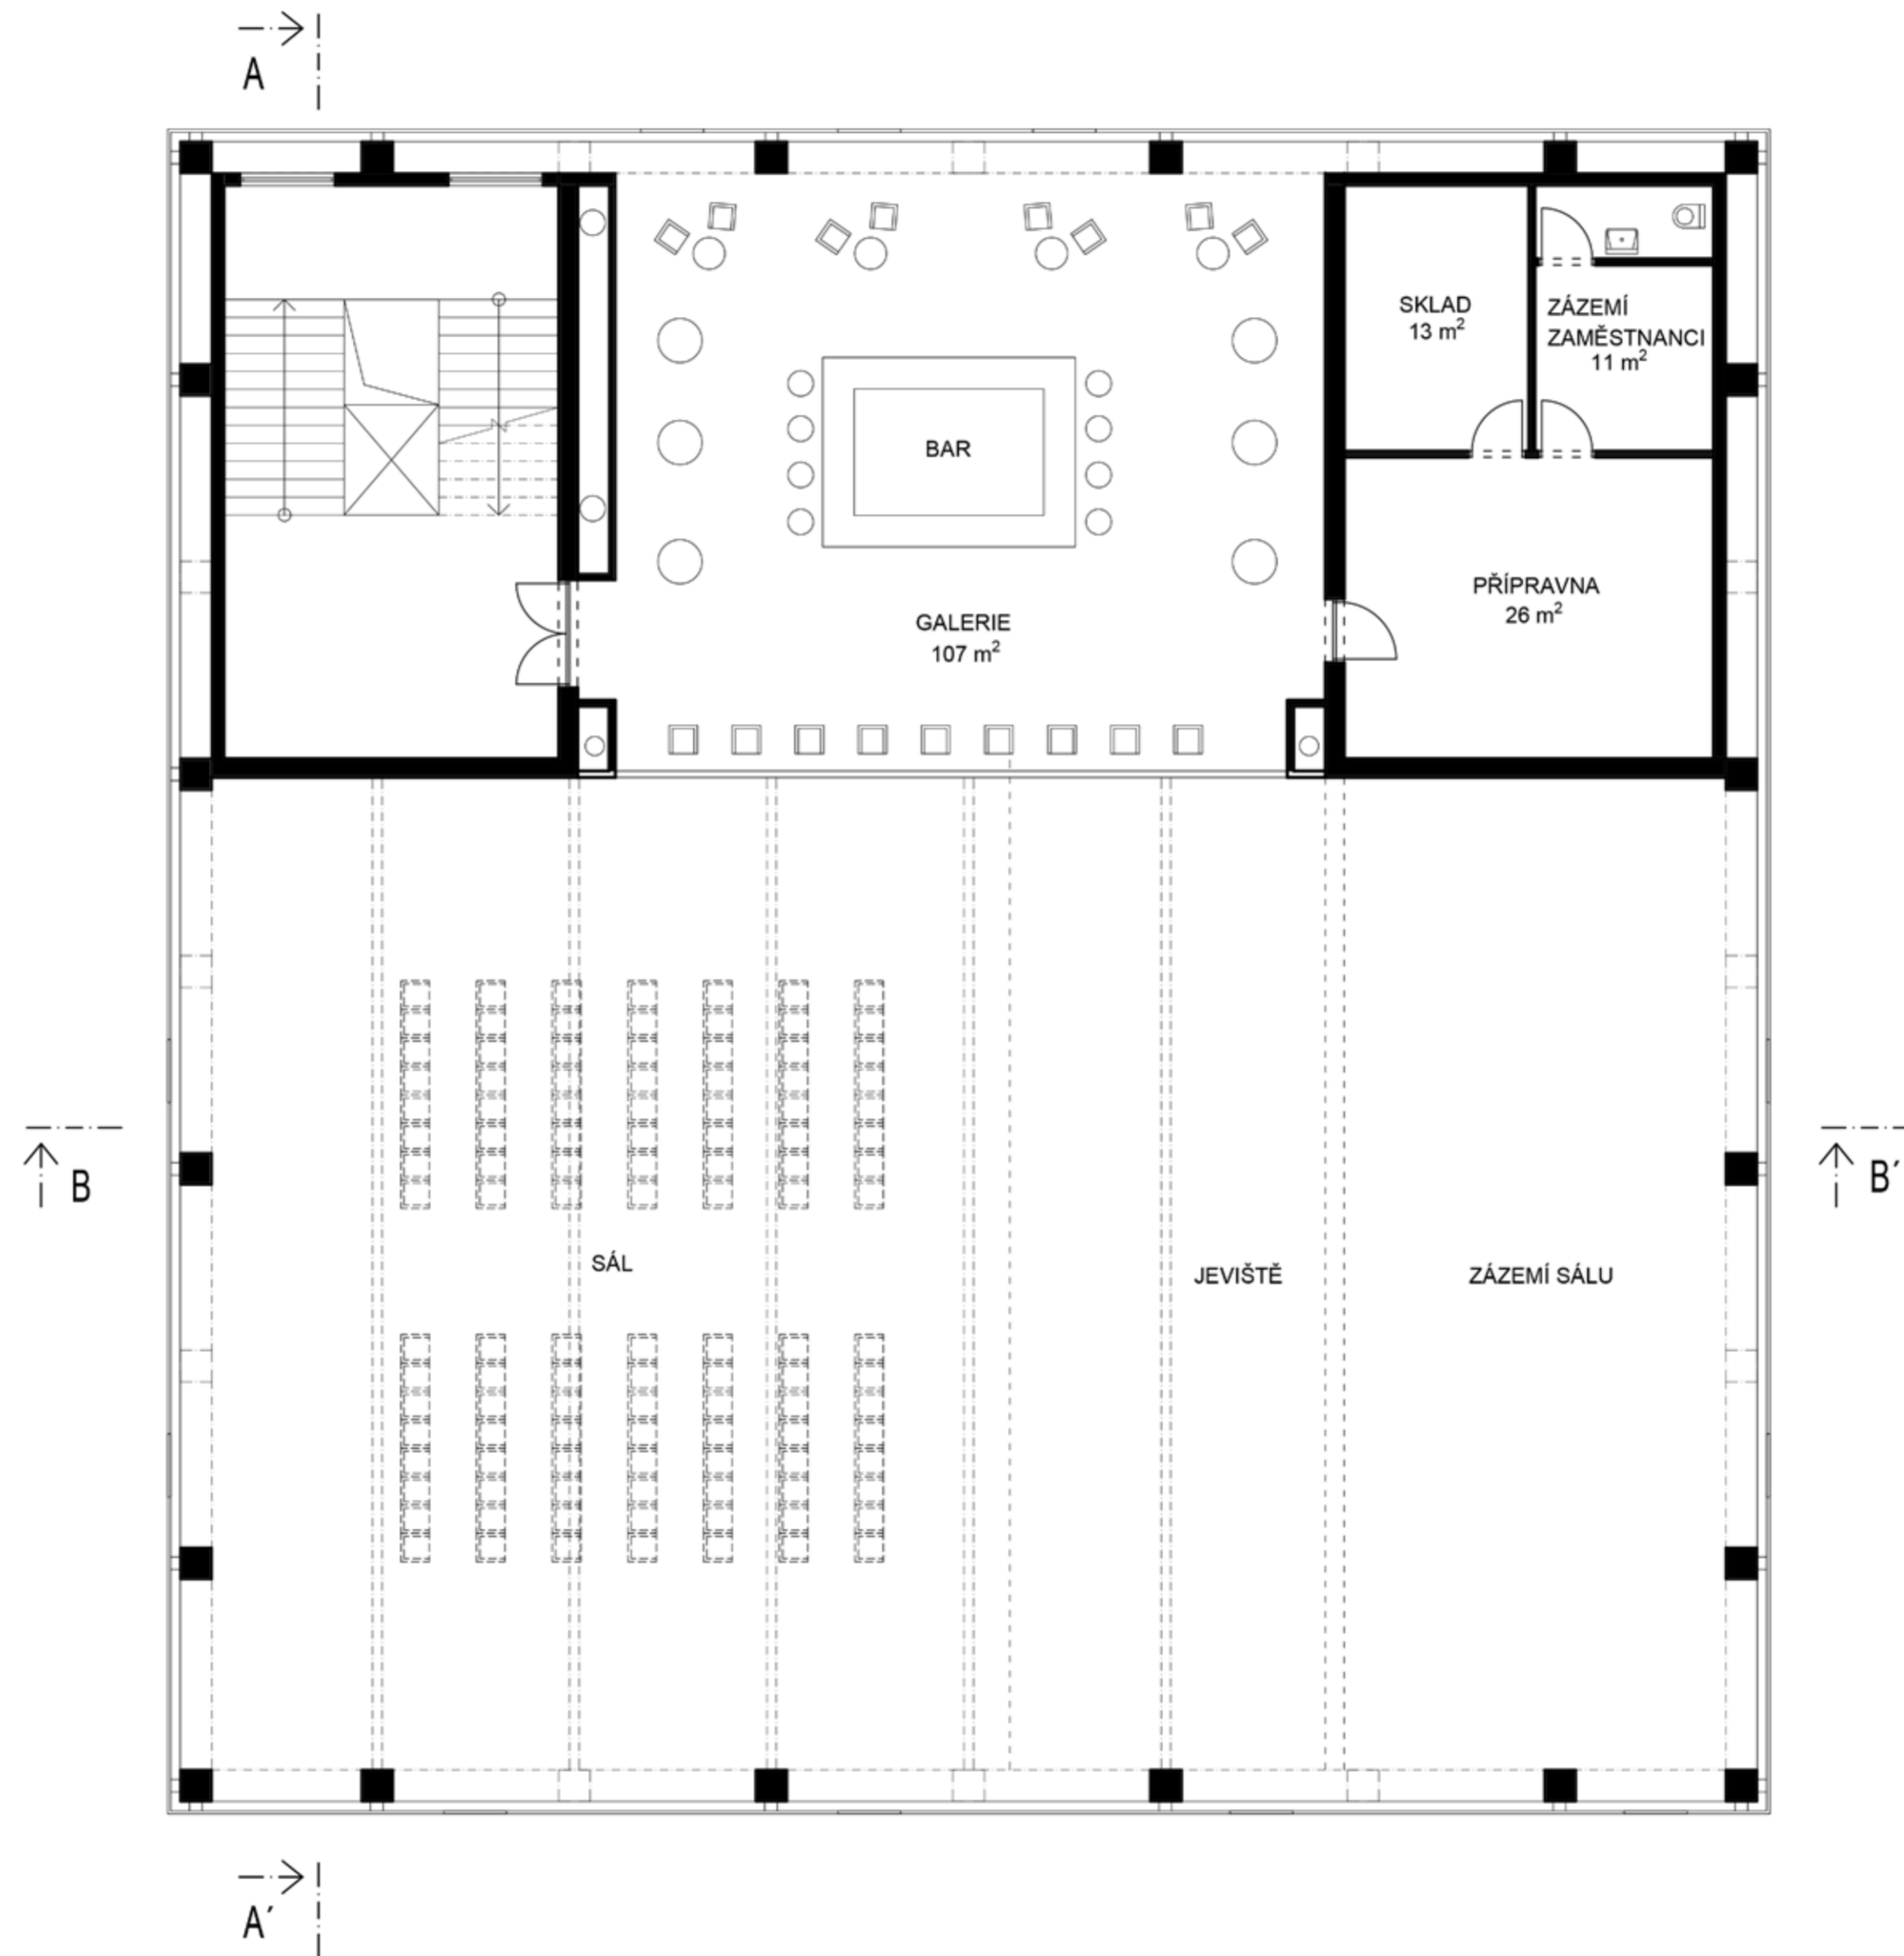 A
SKLAD
13 m²
ZÁZEMÍ
ZAMĚSTNANCI
11 m²
BAR
PŘÍPRAVNA
26 m²
GALERIE
107 m²
B
B´
SÁL
JEVIŠTĚ
ZÁZEMÍ SÁLU
A´